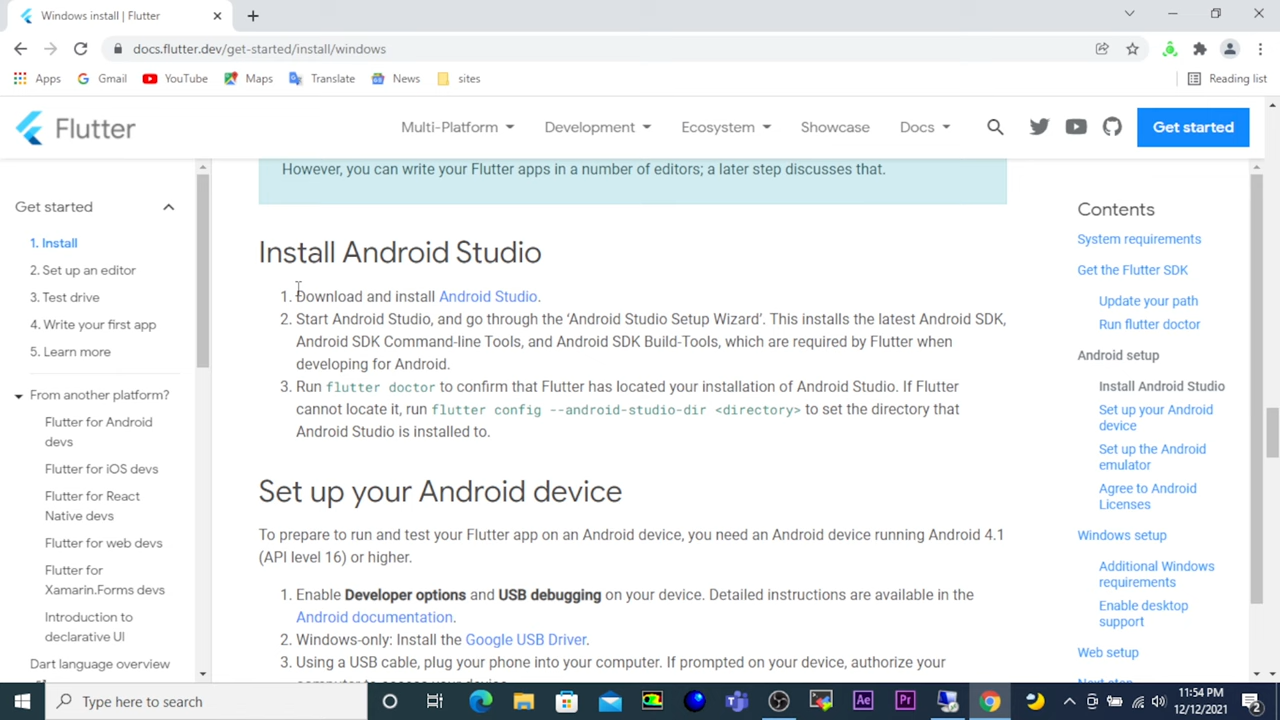 Windows install | Flutter
docs.flutter.dev/get-started/install/windows
Apps
Gmail
YouTube
Maps
Translate
News
sites
Reading list
Flutter
Multi-Platform
Development
Ecosystem
Showcase
Docs
Get started
Get started
1. Install
2. Set up an editor
3. Test drive
4. Write your first app
5. Learn more
From another platform?
Flutter for Android
devs
Flutter for iOS devs
Flutter for React
Native devs
Flutter for web devs
Flutter for
Xamarin.Forms devs
Introduction to
declarative UI
Dart language overview
However, you can write your Flutter apps in a number of editors; a later step discusses that.
Install Android Studio
1. Download and install Android Studio.
2. Start Android Studio, and go through the ‘Android Studio Setup Wizard’. This installs the latest Android SDK,
Android SDK Command-line Tools, and Android SDK Build-Tools, which are required by Flutter when
developing for Android.
3. Run flutter doctor to confirm that Flutter has located your installation of Android Studio. If Flutter
cannot locate it, run flutter config --android-studio-dir <directory> to set the directory that
Android Studio is installed to.
Set up your Android device
To prepare to run and test your Flutter app on an Android device, you need an Android device running Android 4.1
(API level 16) or higher.
1. Enable Developer options and USB debugging on your device. Detailed instructions are available in the
Android documentation.
2. Windows-only: Install the Google USB Driver.
3. Using a USB cable, plug your phone into your computer. If prompted on your device, authorize your
Contents
System requirements
Get the Flutter SDK
Update your path
Run flutter doctor
Android setup
Install Android Studio
Set up your Android
device
Set up the Android
emulator
Agree to Android
Licenses
Windows setup
Additional Windows
requirements
Enable desktop
support
Web setup
Type here to search
Ae
Pr
11:54 PM
12/12/2021
2